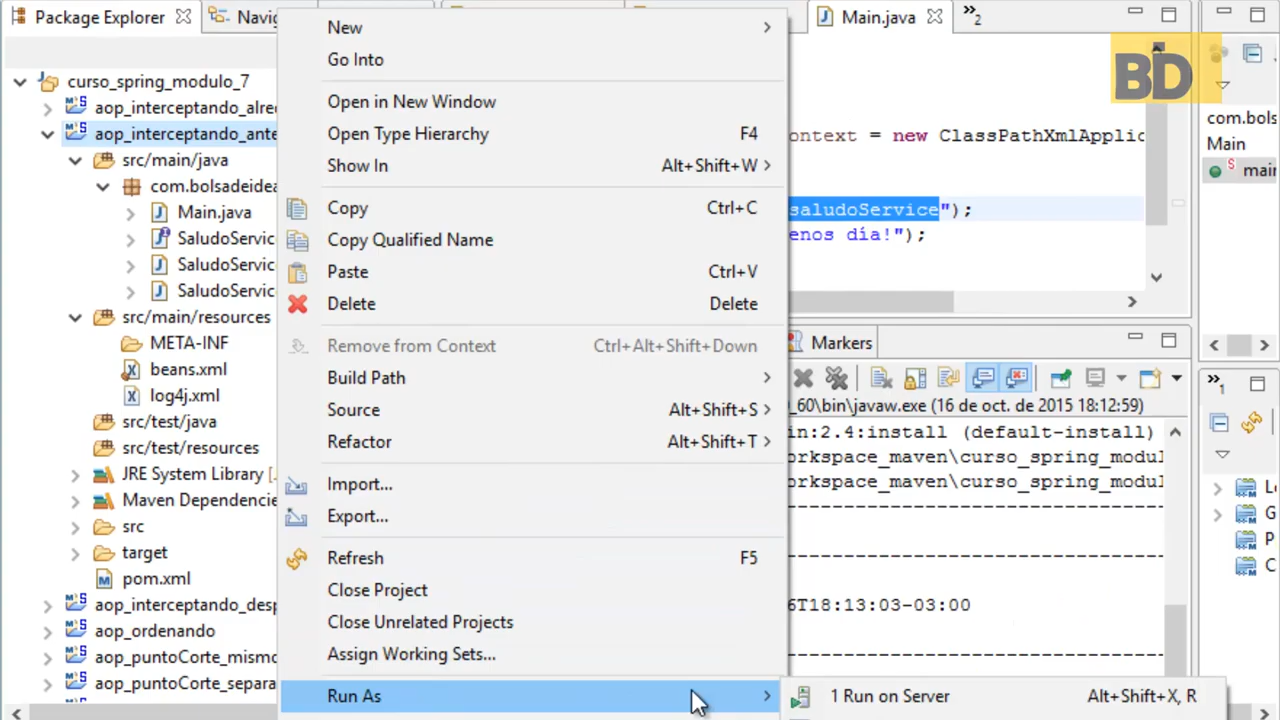 Package Explorer
Navig
Main.java
»2
BD
curso_spring_modulo_7
aop_interceptando_alred
aop_interceptando_ante
src/main/java
com.bolsadeidea
Main.java
SaludoServic
SaludoServic
SaludoServic
src/main/resources
META-INF
beans.xml
log4j.xml
src/test/java
src/test/resources
JRE System Library [
Maven Dependencie
src
target
pom.xml
aop_interceptando_desp
aop_ordenando
aop_puntoCorte_mismo
aop_puntoCorte_separa
New
Go Into
Open in New Window
Open Type Hierarchy F4
Show In Alt+Shift+W
Copy Ctrl+C
Copy Qualified Name
Paste Ctrl+V
Delete Delete
Remove from Context Ctrl+Alt+Shift+Down
Build Path
Source Alt+Shift+S
Refactor Alt+Shift+T
Import...
Export...
Refresh F5
Close Project
Close Unrelated Projects
Assign Working Sets...
Run As
1 Run on Server Alt+Shift+X, R
ontext = new ClassPathXmlApplic
saludoService");
enos día!");
Markers
_60\bin\javaw.exe (16 de oct. de 2015 18:12:59)
in:2.4:install (default-install)
orkspace_maven\curso_spring_modul
orkspace_maven\curso_spring_modul
---------------------------------
---------------------------------
6T18:13:03-03:00
---------------------------------
com.bols
Main
main
»1